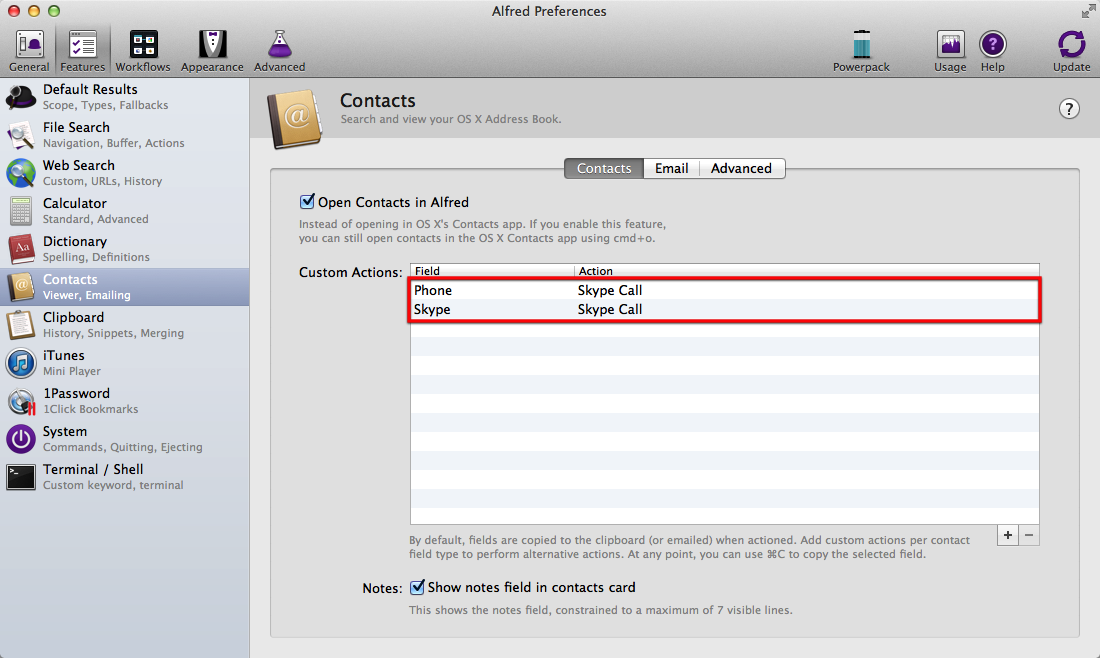 Alfred Preferences
General Features Workflows Appearance Advanced Powerpack Usage Help Update
Default Results
Scope, Types, Fallbacks
File Search
Navigation, Buffer, Actions
Web Search
Custom, URLs, History
Calculator
Standard, Advanced
Dictionary
Spelling, Definitions
Contacts
Viewer, Emailing
Clipboard
History, Snippets, Merging
iTunes
Mini Player
1Password
1Click Bookmarks
System
Commands, Quitting, Ejecting
Terminal / Shell
Custom keyword, terminal
Contacts
Search and view your OS X Address Book.
?
Contacts Email Advanced
Open Contacts in Alfred
Instead of opening in OS X's Contacts app. If you enable this feature,
you can still open contacts in the OS X Contacts app using cmd+o.
Custom Actions: Field Action
Phone Skype Call
Skype Skype Call
+ −
By default, fields are copied to the clipboard (or emailed) when actioned. Add custom actions per contact
field type to perform alternative actions. At any point, you can use ⌘C to copy the selected field.
Notes: Show notes field in contacts card
This shows the notes field, constrained to a maximum of 7 visible lines.